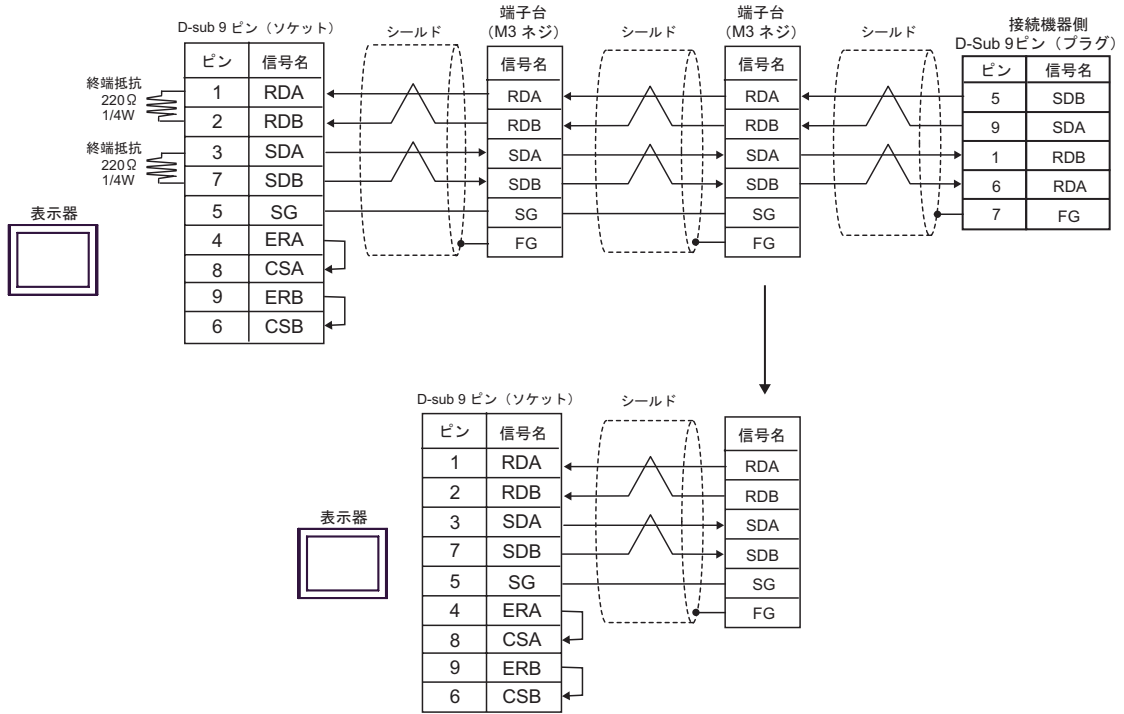 D-sub 9 ピン（ソケット）
シールド
端子台
（M3 ネジ）
シールド
端子台
（M3 ネジ）
シールド
接続機器側
D-Sub 9ピン（プラグ）
終端抵抗
220Ω
1/4W
終端抵抗
220Ω
1/4W
表示器
ピン 信号名
1 RDA
2 RDB
3 SDA
7 SDB
5 SG
4 ERA
8 CSA
9 ERB
6 CSB
信号名
RDA
RDB
SDA
SDB
SG
FG
信号名
RDA
RDB
SDA
SDB
SG
FG
ピン 信号名
5 SDB
9 SDA
1 RDB
6 RDA
7 FG
D-sub 9 ピン（ソケット）
シールド
表示器
ピン 信号名
1 RDA
2 RDB
3 SDA
7 SDB
5 SG
4 ERA
8 CSA
9 ERB
6 CSB
信号名
RDA
RDB
SDA
SDB
SG
FG